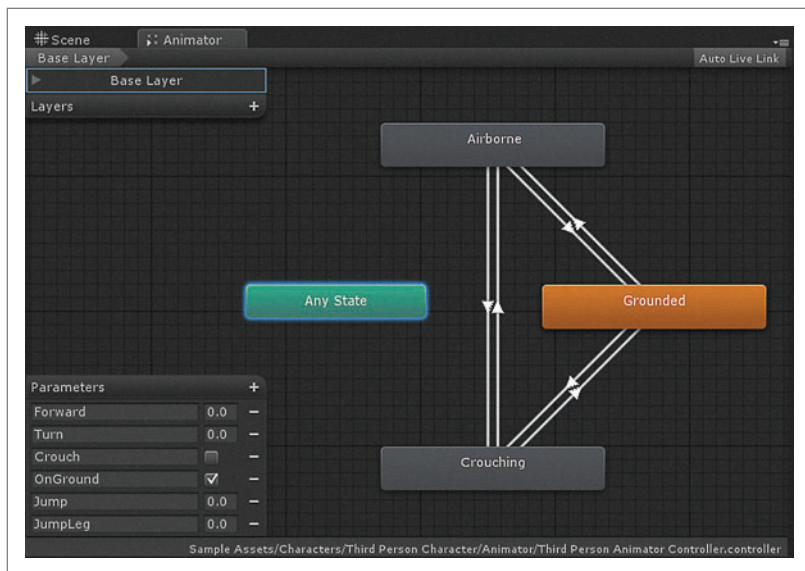 Scene
Animator
Base Layer
Auto Live Link
Base Layer
Layers
Airborne
Any State
Grounded
Crouching
Parameters
Forward 0.0
Turn 0.0
Crouch
OnGround
Jump 0.0
JumpLeg 0.0
Sample Assets/Characters/Third Person Character/Animator/Third Person Animator Controller.controller